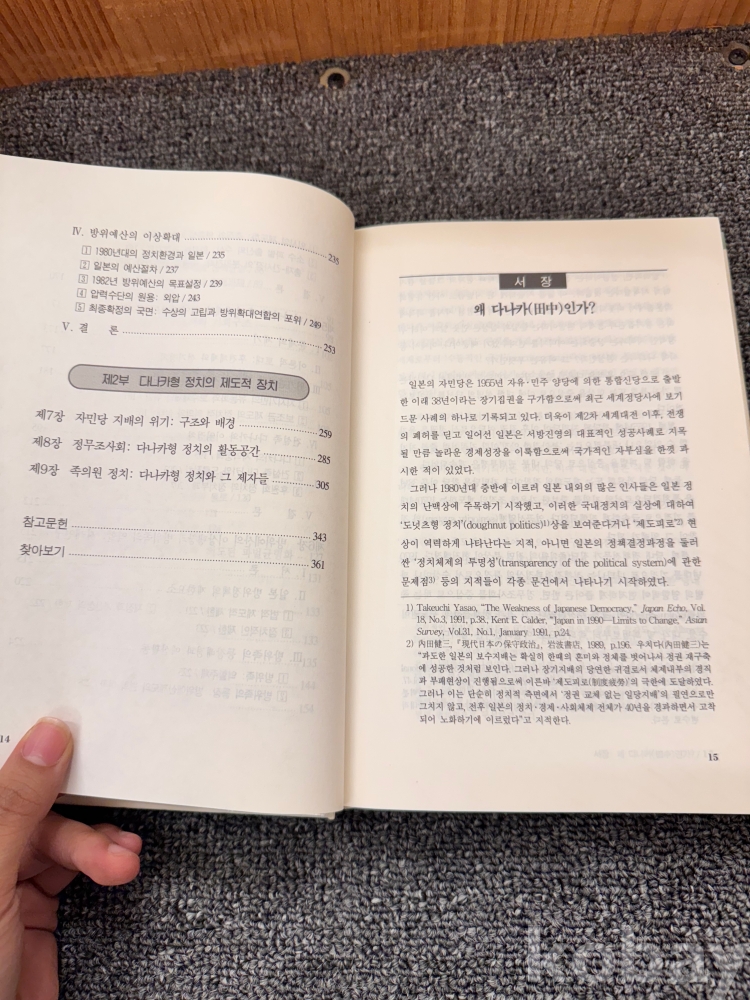 Ⅳ. 방위예산의 이상확대 235
1 1980년대의 정치환경과 일본 / 235
2 일본의 예산절차 / 237
3 1982년 방위예산의 목표설정 / 239
4 압력수단의 원용: 외압 / 243
5 최종확정의 국면: 수상의 고립과 방위확대연합의 포위 / 249
Ⅴ. 결 론 253
제2부 다나카형 정치의 제도적 장치
제7장 자민당 지배의 위기: 구조와 배경 259
제8장 정무조사회: 다나카형 정치의 활동공간 285
제9장 족의원 정치: 다나카형 정치와 그 제자들 305
참고문헌 343
찾아보기 361
14
서 장
왜 다나카(田中)인가?
일본의 자민당은 1955년 자유·민주 양당에 의한 통합신당으로 출발
한 이래 38년이라는 장기집권을 구가함으로써 최근 세계정당사에 보기
드문 사례의 하나로 기록되고 있다. 더욱이 제2차 세계대전 이후, 전쟁
의 폐허를 딛고 일어선 일본은 서방진영의 대표적인 성공사례로 지목
될 만큼 놀라운 경제성장을 이룩함으로써 국가적인 자부심을 한껏 과
시한 적이 있었다.
그러나 1980년대 중반에 이르러 일본 내외의 많은 인사들은 일본 정
치의 난맥상에 주목하기 시작했고, 이러한 국내정치의 실상에 대하여
‘도넛츠형 정치’(doughnut politics)1)상을 보여준다거나 “제도피로”2) 현
상이 역력하게 나타난다는 지적, 아니면 일본의 정책결정과정을 둘러
싼 ‘정치체제의 투명성’(transparency of the political system)에 관한
문제점3) 등의 지적들이 각종 문건에서 나타나기 시작하였다.
1) Takeuchi Yasao, “The Weakness of Japanese Democracy,” Japan Echo, Vol.
18, No.3, 1991, p.38., Kent E. Calder, “Japan in 1990—Limits to Change,” Asian
Survey, Vol.31, No.1, January 1991, p.24.
2) 內田健三, 『現代日本の保守政治』, 岩波書店, 1989, p.196. 우치다(內田健三)는
“과도한 일본의 보수지배는 확실히 한때의 혼미와 정체를 벗어나서 정권 재구축
에 성공한 것처럼 보인다. 그러나 장기지배의 당연한 귀결로서 체제내부의 경직
과 부패현상이 진행됨으로써 이른바 ‘제도피로(制度疲勞)’의 극한에 도달하였다.
그러나 이는 단순히 정치적 측면에서 ‘정권 교체 없는 일당지배’의 필연으로만
그치지 않고, 전후 일본의 정치·경제·사회체제 전체가 40년을 경과하면서 고착
되어 노화하기에 이르렀다”고 지적한다.
15
kobay